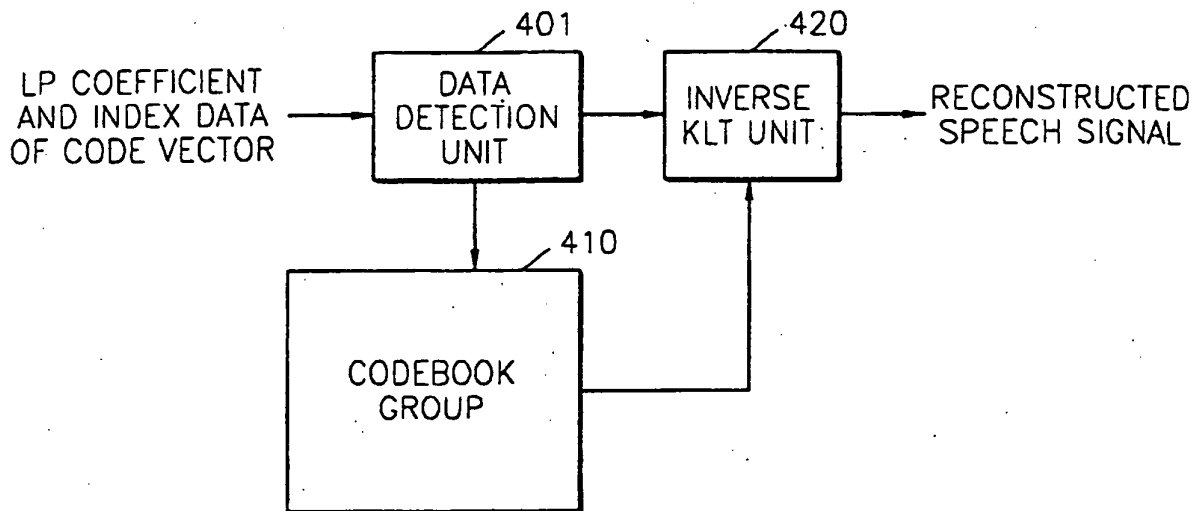 401
420
LP COEFFICIENT
AND INDEX DATA
OF CODE VECTOR
DATA
DETECTION
UNIT
INVERSE
KLT UNIT
RECONSTRUCTED
SPEECH SIGNAL
410
CODEBOOK
GROUP